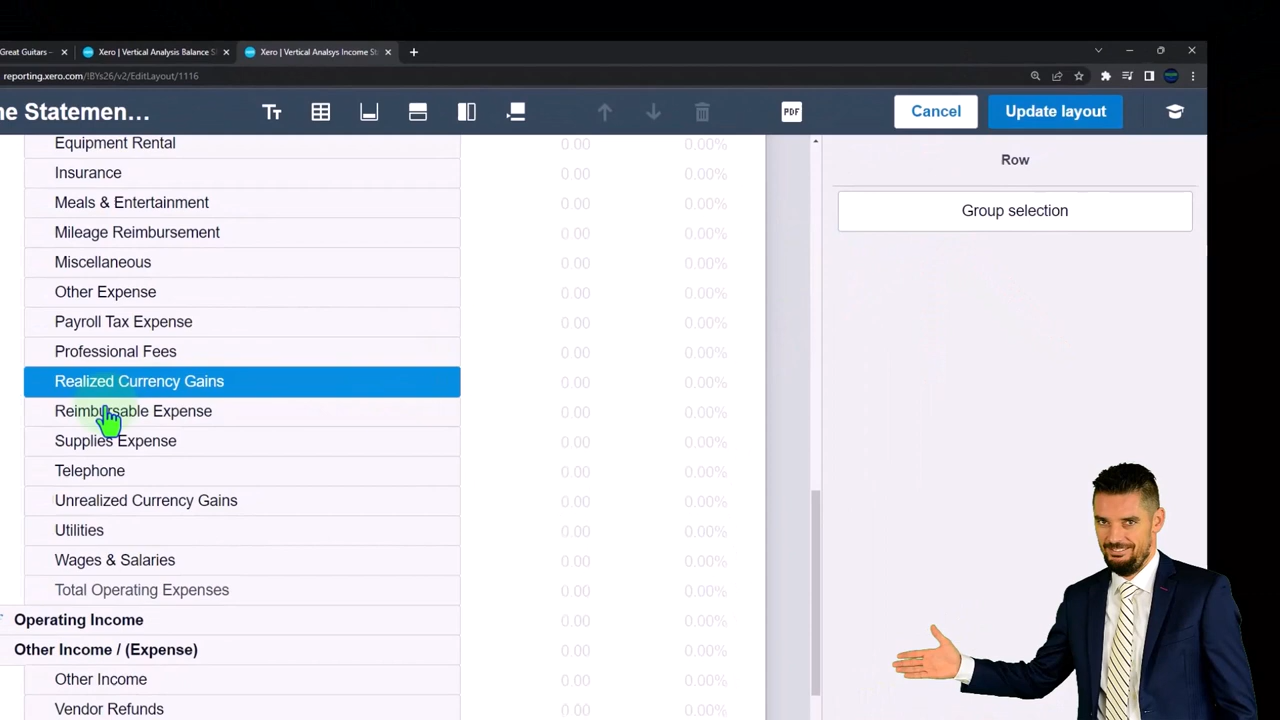 Great Guitars –
Xero | Vertical Analysis Balance S
Xero | Vertical Analsys Income St
reporting.xero.com/!BYs26/v2/EditLayout/1116
ne Statemen...
Tт
PDF
Cancel
Update layout
Row
Group selection
Equipment Rental 0.00 0.00%
Insurance 0.00 0.00%
Meals & Entertainment 0.00 0.00%
Mileage Reimbursement 0.00 0.00%
Miscellaneous 0.00 0.00%
Other Expense 0.00 0.00%
Payroll Tax Expense 0.00 0.00%
Professional Fees 0.00 0.00%
Realized Currency Gains 0.00 0.00%
Reimbursable Expense 0.00 0.00%
Supplies Expense 0.00 0.00%
Telephone 0.00 0.00%
Unrealized Currency Gains 0.00 0.00%
Utilities 0.00 0.00%
Wages & Salaries 0.00 0.00%
Total Operating Expenses 0.00 0.00%
Operating Income 0.00 0.00%
Other Income / (Expense) 0.00 0.00%
Other Income 0.00 0.00%
Vendor Refunds 0.00 0.00%